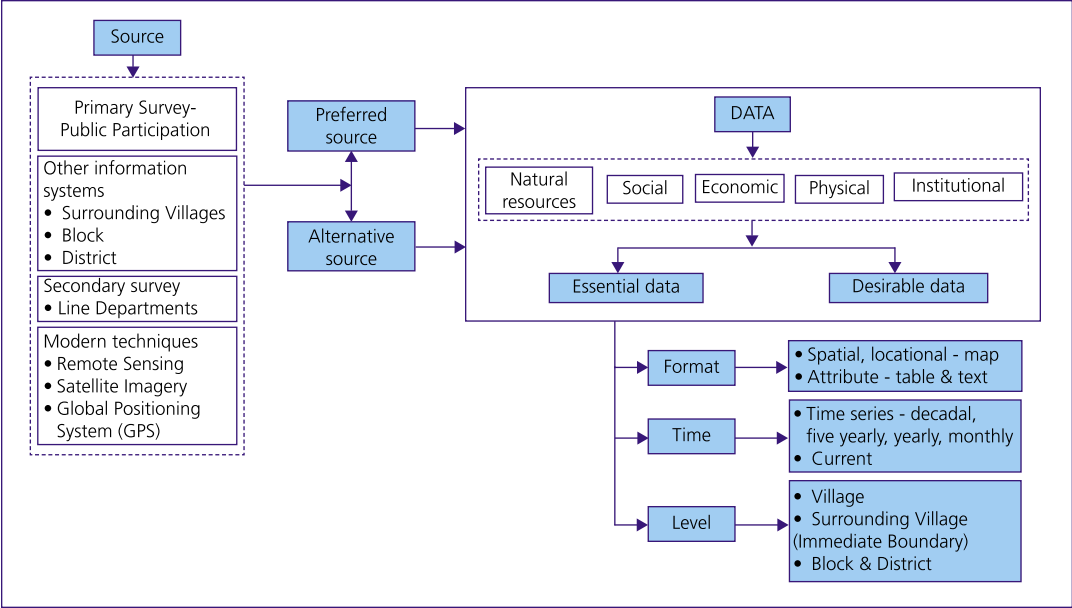 Source
Primary Survey-
Public Participation
Other information
systems
• Surrounding Villages
• Block
• District
Secondary survey
• Line Departments
Modern techniques
• Remote Sensing
• Satellite Imagery
• Global Positioning
System (GPS)
Preferred
source
Alternative
source
DATA
Natural
resources
Social
Economic
Physical
Institutional
Essential data
Desirable data
Format
• Spatial, locational - map
• Attribute - table & text
Time
• Time series - decadal,
five yearly, yearly, monthly
• Current
Level
• Village
• Surrounding Village
(Immediate Boundary)
• Block & District